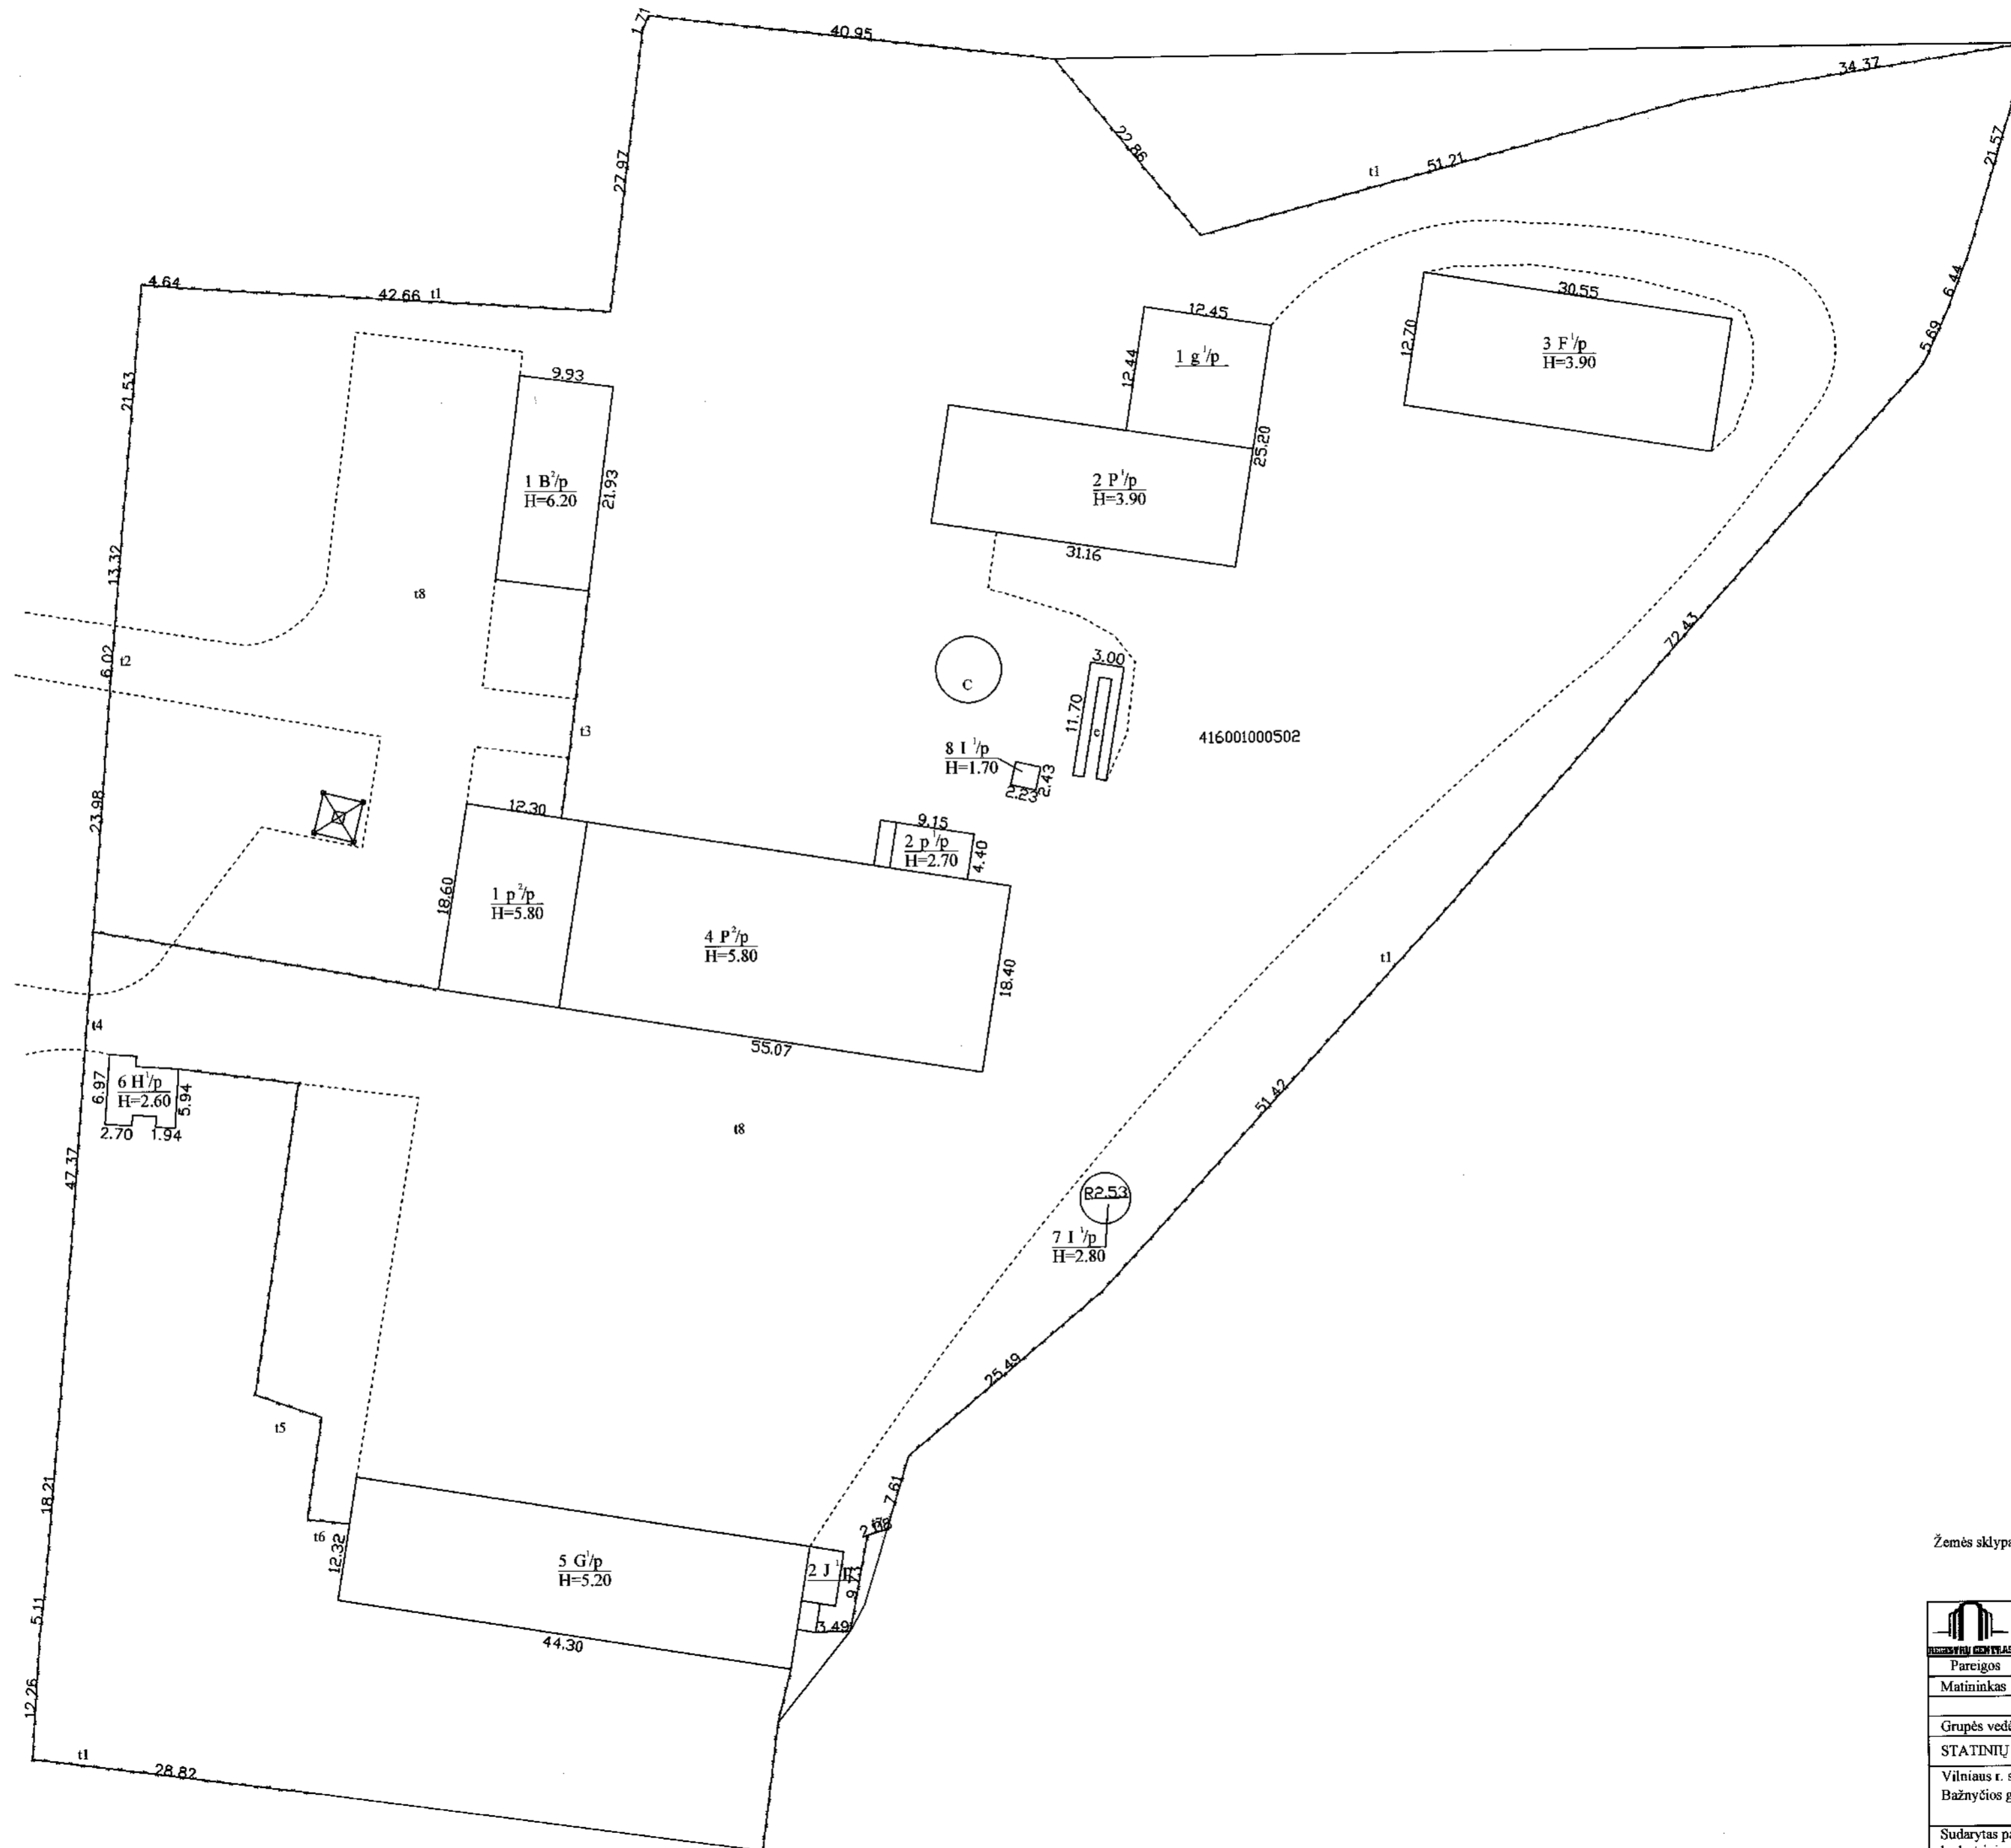 1.71
40.95
34.37
22.86
51.21
t1
21.57
27.97
4.64
42.66 t1
6.44
5.69
12.45
30.55
12.44
1 g¹/p
12.70
3 F¹/p
H=3.90
9.93
21.53
25.20
1 B²/p
H=6.20
21.93
2 P¹/p
H=3.90
31.16
13.32
t8
6.02
t2
3.00
72.43
C
11.70
c
t3
416001000502
8 I¹/p
H=1.70
2.23
2.43
23.98
12.30
9.15
2 p¹/p
H=2.70
4.40
18.60
1 p²/p
H=5.80
4 P²/p
H=5.80
18.40
t1
55.07
t4
6.97
6 H¹/p
H=2.60
5.94
2.70
1.94
t8
51.42
47.37
R2.53
7 I¹/p
H=2.80
25.49
t5
18.21
7.61
t6
12.32
5 G¹/p
H=5.20
2 J¹
9.73
3.49
44.30
5.11
12.26
t1
28.82
Žemės sklypa
REGISTRŲ CENTRAS
Pareigos
Matininkas
Grupės vedė
STATINIŲ
Vilniaus r. s
Bažnyčios g
Sudarytas pa